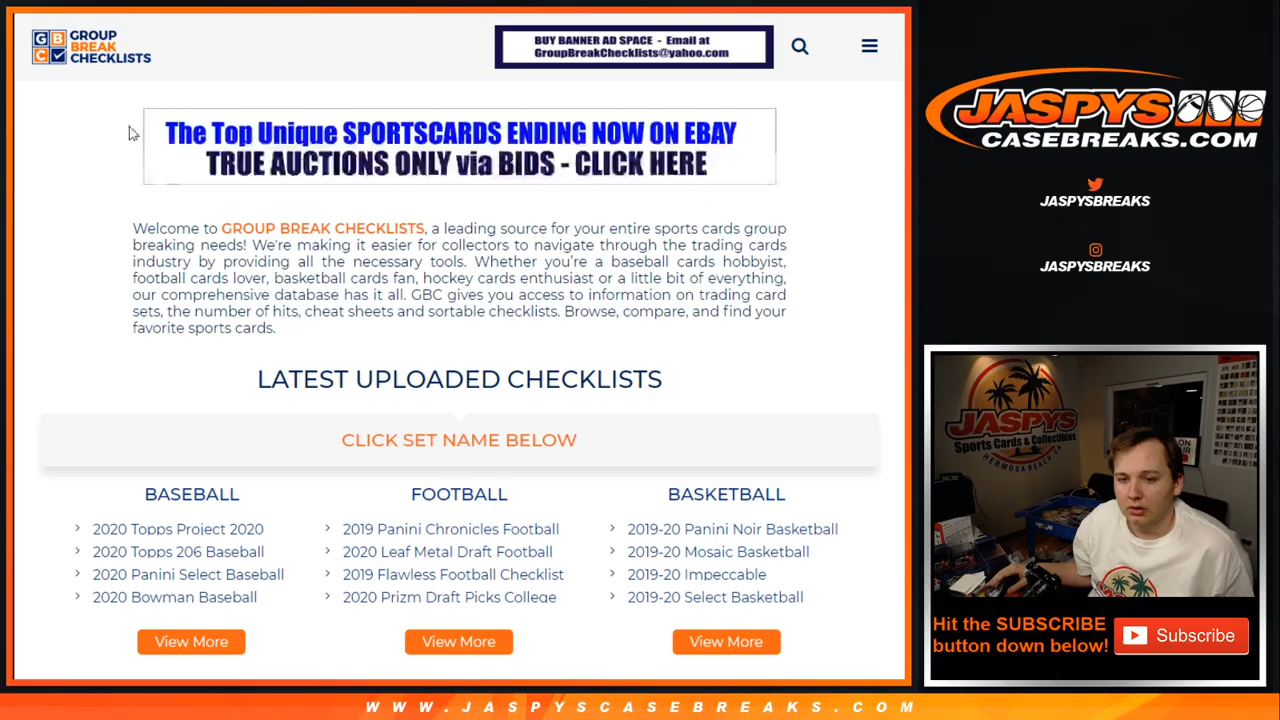 GROUP
BREAK
CHECKLISTS
GB
C
BUY BANNER AD SPACE - Email at
GroupBreakChecklists@yahoo.com
The Top Unique SPORTSCARDS ENDING NOW ON EBAY
TRUE AUCTIONS ONLY via BIDS - CLICK HERE
Welcome to GROUP BREAK CHECKLISTS, a leading source for your entire sports cards group
breaking needs! We're making it easier for collectors to navigate through the trading cards
industry by providing all the necessary tools. Whether you're a baseball cards hobbyist,
football cards lover, basketball cards fan, hockey cards enthusiast or a little bit of everything,
our comprehensive database has it all. GBC gives you access to information on trading card
sets, the number of hits, cheat sheets and sortable checklists. Browse, compare, and find your
favorite sports cards.
LATEST UPLOADED CHECKLISTS
CLICK SET NAME BELOW
BASEBALL
2020 Topps Project 2020
2020 Topps 206 Baseball
2020 Panini Select Baseball
2020 Bowman Baseball
View More
FOOTBALL
2019 Panini Chronicles Football
2020 Leaf Metal Draft Football
2019 Flawless Football Checklist
2020 Prizm Draft Picks College
View More
BASKETBALL
2019-20 Panini Noir Basketball
2019-20 Mosaic Basketball
2019-20 Impeccable
2019-20 Select Basketball
View More
JASPYS
CASEBREAKS.COM
JASPYSBREAKS
JASPYSBREAKS
JASPYS
Sports Cards & Collectibles
HERMOSA BEACH, CA
Hit the SUBSCRIBE
button down below!
Subscribe
WWW.JASPYSCASEBREAKS.COM